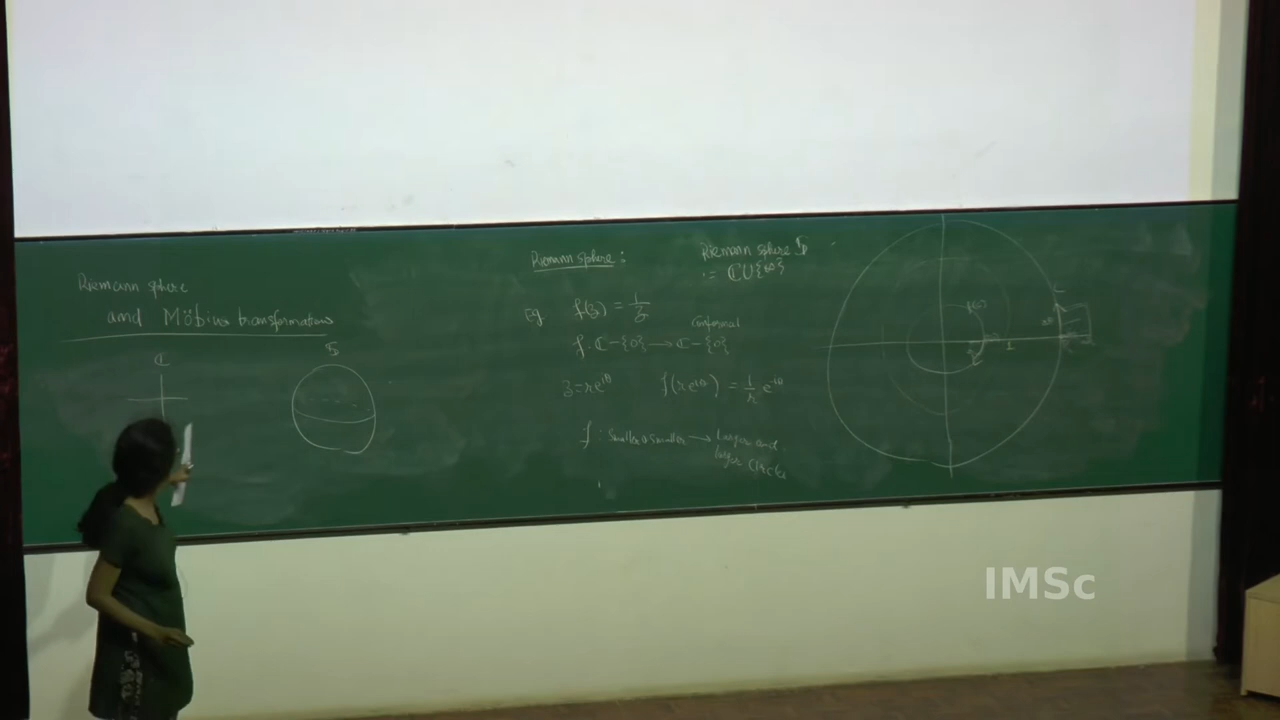 Riemann sphere
and Möbius transformations
ℂ
Riemann sphere :
Riemann sphere
:= ℂ∪{∞}
Eg f(z) = 1/z
conformal
f: ℂ-{0} → ℂ-{0}
z = re^{iθ} f(re^{iθ}) = 1/r e^{-iθ}
f : Smaller & smaller → Larger and
larger circles
f(c)
1
C
IMSc